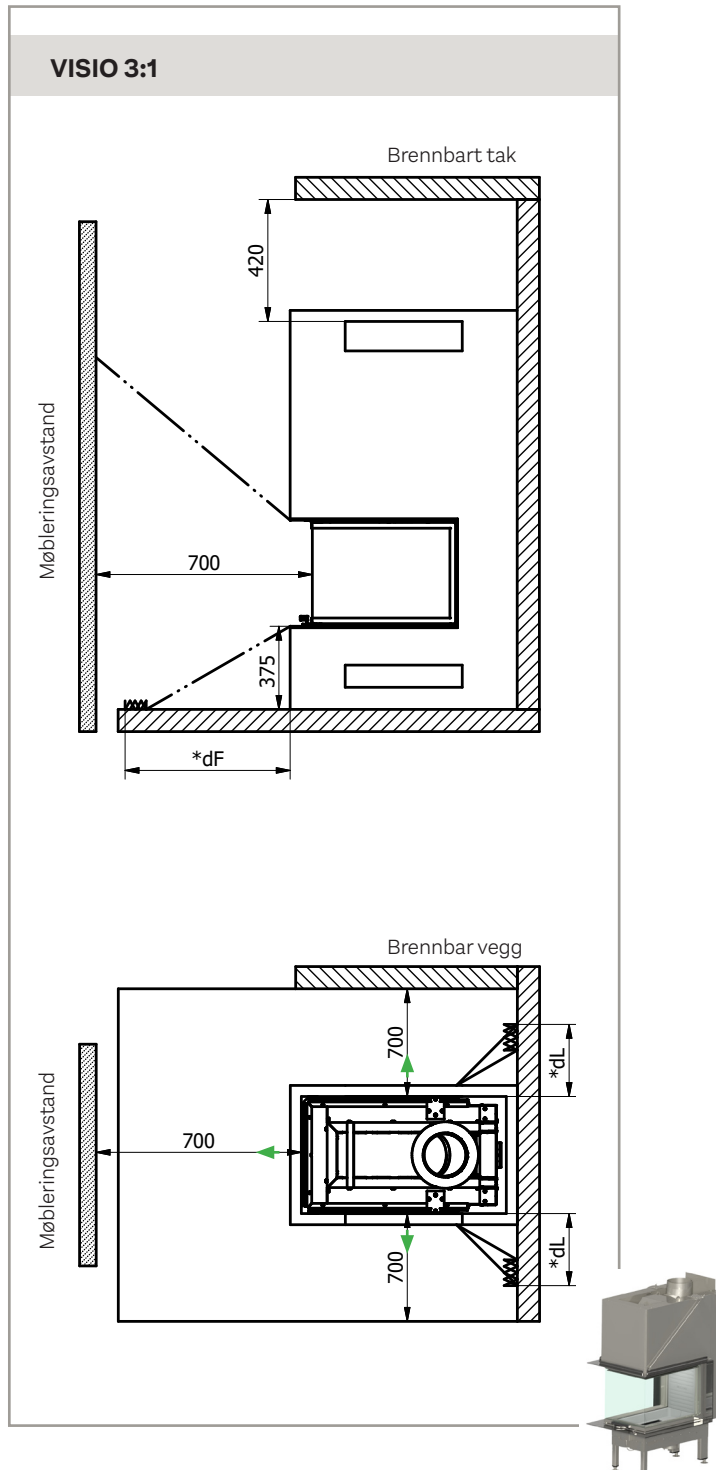 VISIO 3:1
Brennbart tak
420
Møbleringsavstand
700
375
*dF
Brennbar vegg
700
*dL
Møbleringsavstand
700
700
*dL